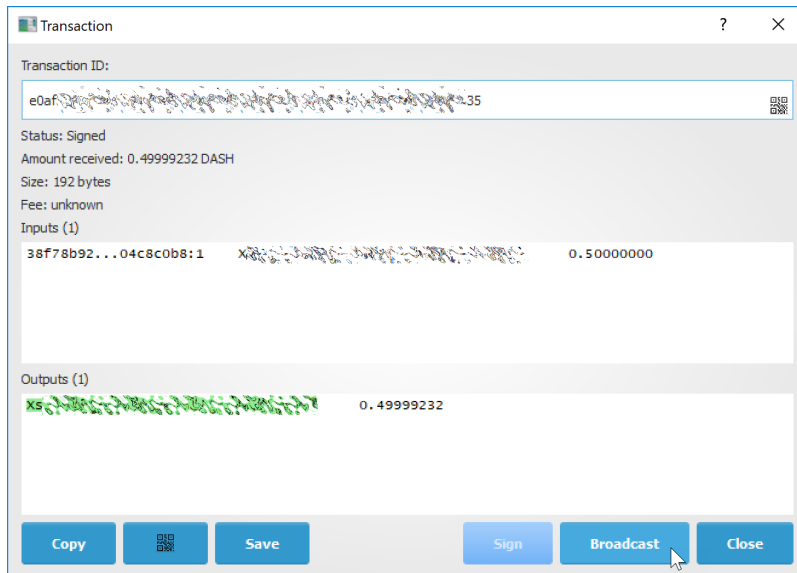 Transaction
Transaction ID:
e0af 35
Status: Signed
Amount received: 0.49999232 DASH
Size: 192 bytes
Fee: unknown
Inputs (1)
38f78b92...04c8c0b8:1 X 0.50000000
Outputs (1)
Xs 0.49999232
Copy Save Sign Broadcast Close